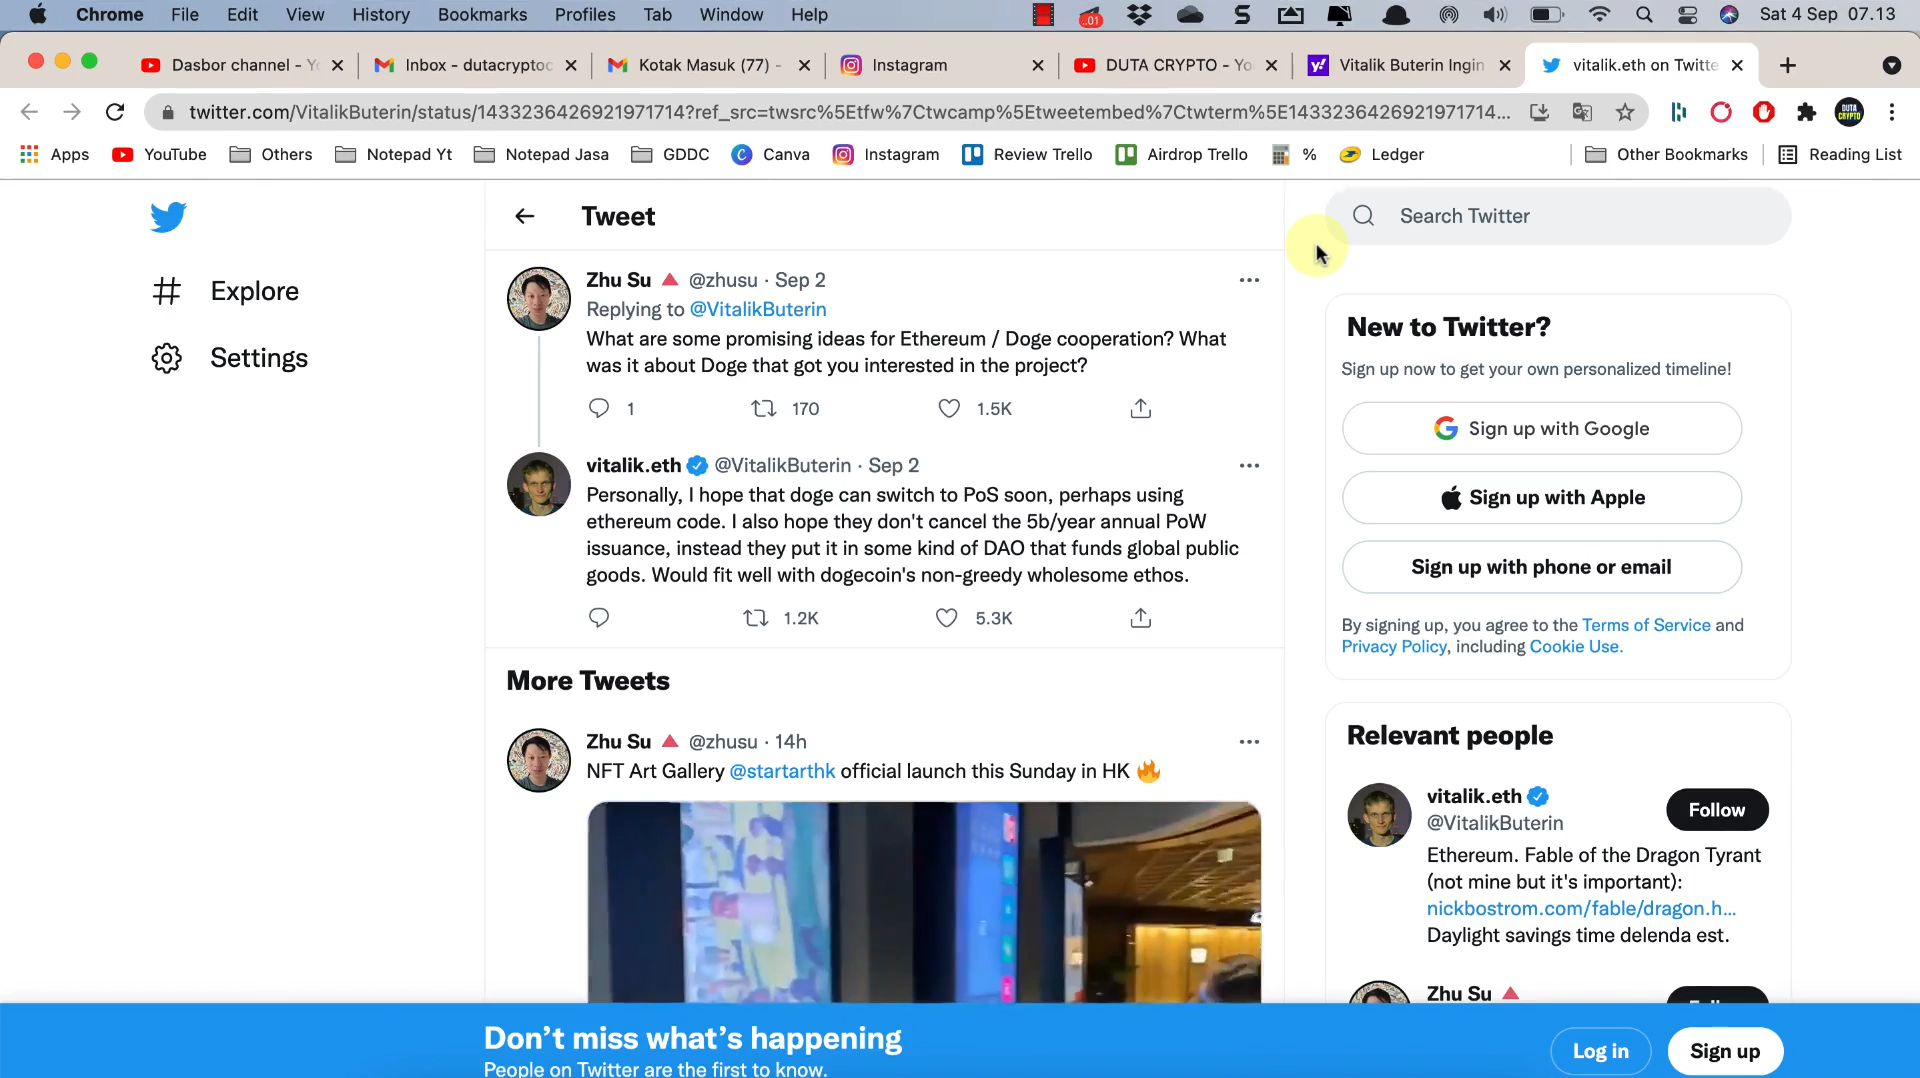 Chrome File Edit View History Bookmarks Profiles Tab Window Help Sat 4 Sep 07.13
Dasbor channel - Inbox - dutacryptoc Kotak Masuk (77) - Instagram DUTA CRYPTO - Yo Vitalik Buterin Ingin vitalik.eth on Twitte
twitter.com/VitalikButerin/status/1433236426921971714?ref_src=twsrc%5Etfw%7Ctwcamp%5Etweetembed%7Ctwterm%5E1433236426921971714...
Apps YouTube Others Notepad Yt Notepad Jasa GDDC Canva Instagram Review Trello Airdrop Trello % Ledger Other Bookmarks Reading List
Tweet
Search Twitter
Explore
Settings
Zhu Su @zhusu · Sep 2
Replying to @VitalikButerin
What are some promising ideas for Ethereum / Doge cooperation? What
was it about Doge that got you interested in the project?
1 170 1.5K
vitalik.eth @VitalikButerin · Sep 2
Personally, I hope that doge can switch to PoS soon, perhaps using
ethereum code. I also hope they don't cancel the 5b/year annual PoW
issuance, instead they put it in some kind of DAO that funds global public
goods. Would fit well with dogecoin's non-greedy wholesome ethos.
1.2K 5.3K
More Tweets
Zhu Su @zhusu · 14h
NFT Art Gallery @startarthk official launch this Sunday in HK 🔥
New to Twitter?
Sign up now to get your own personalized timeline!
Sign up with Google
Sign up with Apple
Sign up with phone or email
By signing up, you agree to the Terms of Service and
Privacy Policy, including Cookie Use.
Relevant people
vitalik.eth
@VitalikButerin
Follow
Ethereum. Fable of the Dragon Tyrant
(not mine but it's important):
nickbostrom.com/fable/dragon.h...
Daylight savings time delenda est.
Zhu Su
Don't miss what's happening
People on Twitter are the first to know.
Log in
Sign up